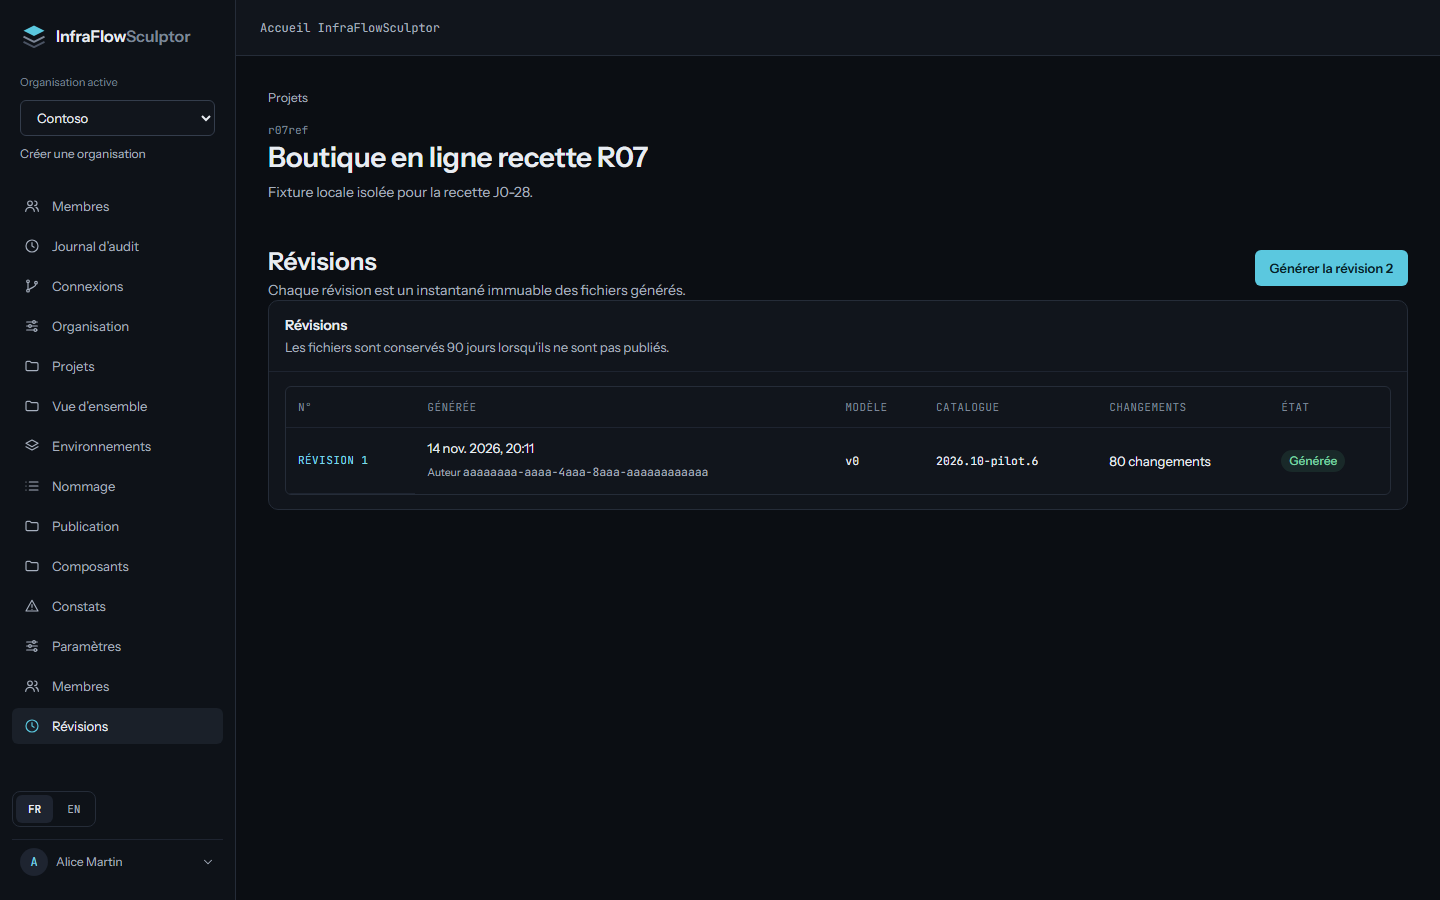 InfraFlowSculptor
Organisation active
Contoso
Créer une organisation
Membres
Journal d'audit
Connexions
Organisation
Projets
Vue d'ensemble
Environnements
Nommage
Publication
Composants
Constats
Paramètres
Membres
Révisions
FR EN
A Alice Martin
Accueil InfraFlowSculptor
Projets
r07ref
Boutique en ligne recette R07
Fixture locale isolée pour la recette J0-28.
Révisions
Chaque révision est un instantané immuable des fichiers générés.
Générer la révision 2
Révisions
Les fichiers sont conservés 90 jours lorsqu'ils ne sont pas publiés.
N° GÉNÉRÉE MODÈLE CATALOGUE CHANGEMENTS ÉTAT
RÉVISION 1 14 nov. 2026, 20:11 v0 2026.10-pilot.6 80 changements Générée
Auteur aaaaaaaa-aaaa-4aaa-8aaa-aaaaaaaaaaaa